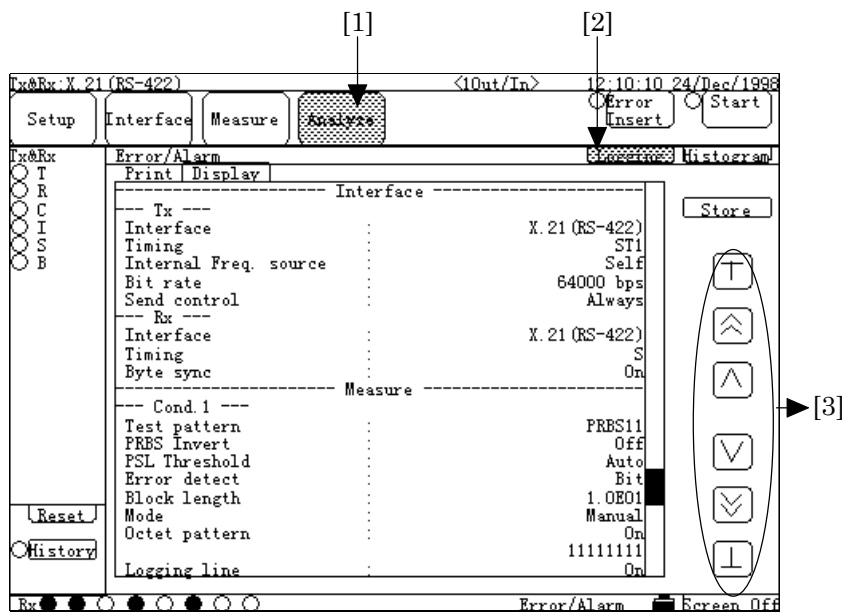 [1] [2]
Tx&Rx:X.21(RS-422) <1Out/In> 12:10:10 24/Dec/1998
Setup Interface Measure Analyze Error Insert Start
Tx&Rx Error/Alarm Logging Histogram
T
R
C
I
S
B
Print Display
Store
Interface
--- Tx ---
Interface : X.21(RS-422)
Timing : ST1
Internal Freq. source : Self
Bit rate : 64000 bps
Send control : Always
--- Rx ---
Interface : X.21(RS-422)
Timing : S
Byte sync : On
Measure
--- Cond.1 ---
Test pattern : PRBS11
PRBS Invert : Off
PSL Threshold : Auto
Error detect : Bit
Block length : 1.0E01
Mode : Manual
Octet pattern : On
11111111
Logging line : On
[3]
Reset
History
Rx Error/Alarm Screen Off